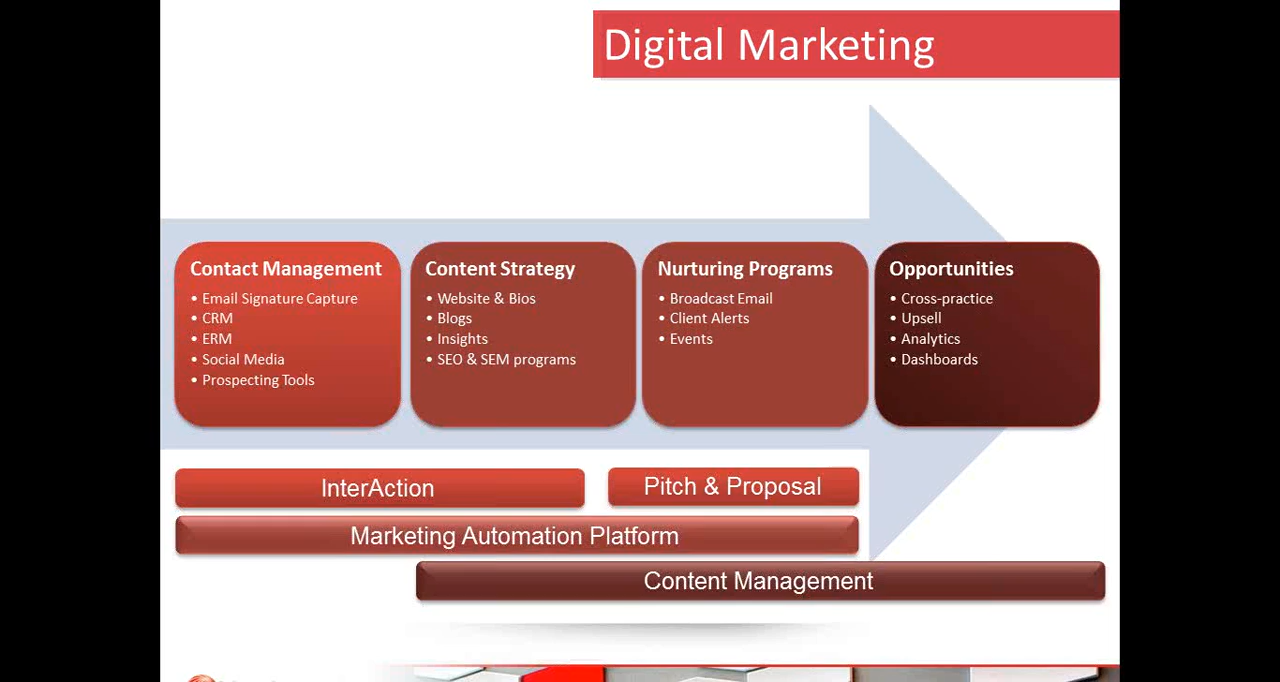 Digital Marketing
Contact Management
• Email Signature Capture
• CRM
• ERM
• Social Media
• Prospecting Tools
Content Strategy
• Website & Bios
• Blogs
• Insights
• SEO & SEM programs
Nurturing Programs
• Broadcast Email
• Client Alerts
• Events
Opportunities
• Cross-practice
• Upsell
• Analytics
• Dashboards
InterAction
Pitch & Proposal
Marketing Automation Platform
Content Management